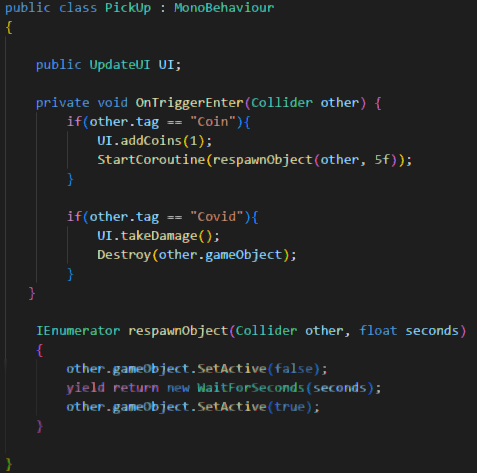 public class PickUp : MonoBehaviour
{
public UpdateUI UI;
private void OnTriggerEnter(Collider other) {
if(other.tag == "Coin"){
UI.addCoins(1);
StartCoroutine(respawnObject(other, 5f));
}
if(other.tag == "Covid"){
UI.takeDamage();
Destroy(other.gameObject);
}
}
IEnumerator respawnObject(Collider other, float seconds)
{
other.gameObject.SetActive(false);
yield return new WaitForSeconds(seconds);
other.gameObject.SetActive(true);
}
}